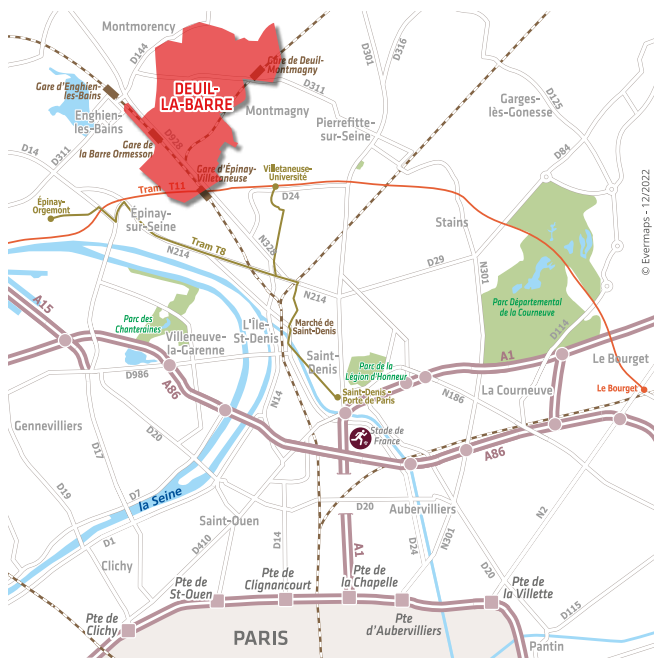 Montmorency
D144
D301
D316
Gare de Deuil-
Montmagny
Gare d'Enghien-
les-Bains
DEUIL-
LA-BARRE
D311
D125
Garges-
lès-Gonesse
Enghien-
les-Bains
Montmagny
D928
Pierrefitte-
sur-Seine
D14
D311
Gare de
la Barre Ormesson
D84
Gare d'Épinay-
Villetaneuse
Villetaneuse-
Université
Tram T11
D24
Épinay-
Orgemont
Épinay-
sur-Seine
Stains
© Evermaps - 12/2022
Tram T8
N214
N328
D29
N301
A15
N214
Parc des
Chanteraines
L'Île-
St-Denis
Marché de
Saint-Denis
Parc Départemental
de la Courneuve
D114
Villeneuve-
la-Garenne
Saint-
Denis
Parc de la
Légion d'Honneur
A1
Le Bourget
D986
A86
N14
Saint-Denis -
Porte de Paris
N186
La Courneuve
Le Bourget
Gennevilliers
D17
D20
Stade de
France
A86
D19
D7
la Seine
D20
Aubervilliers
N2
Saint-Ouen
D1
D410
D14
A1
D24
N301
Clichy
Pte de
St-Ouen
Pte de
Clignancourt
Pte de
la Chapelle
D20
Pte de
la Villette
Pte de
Clichy
Pte
d'Aubervilliers
D115
PARIS
Pantin